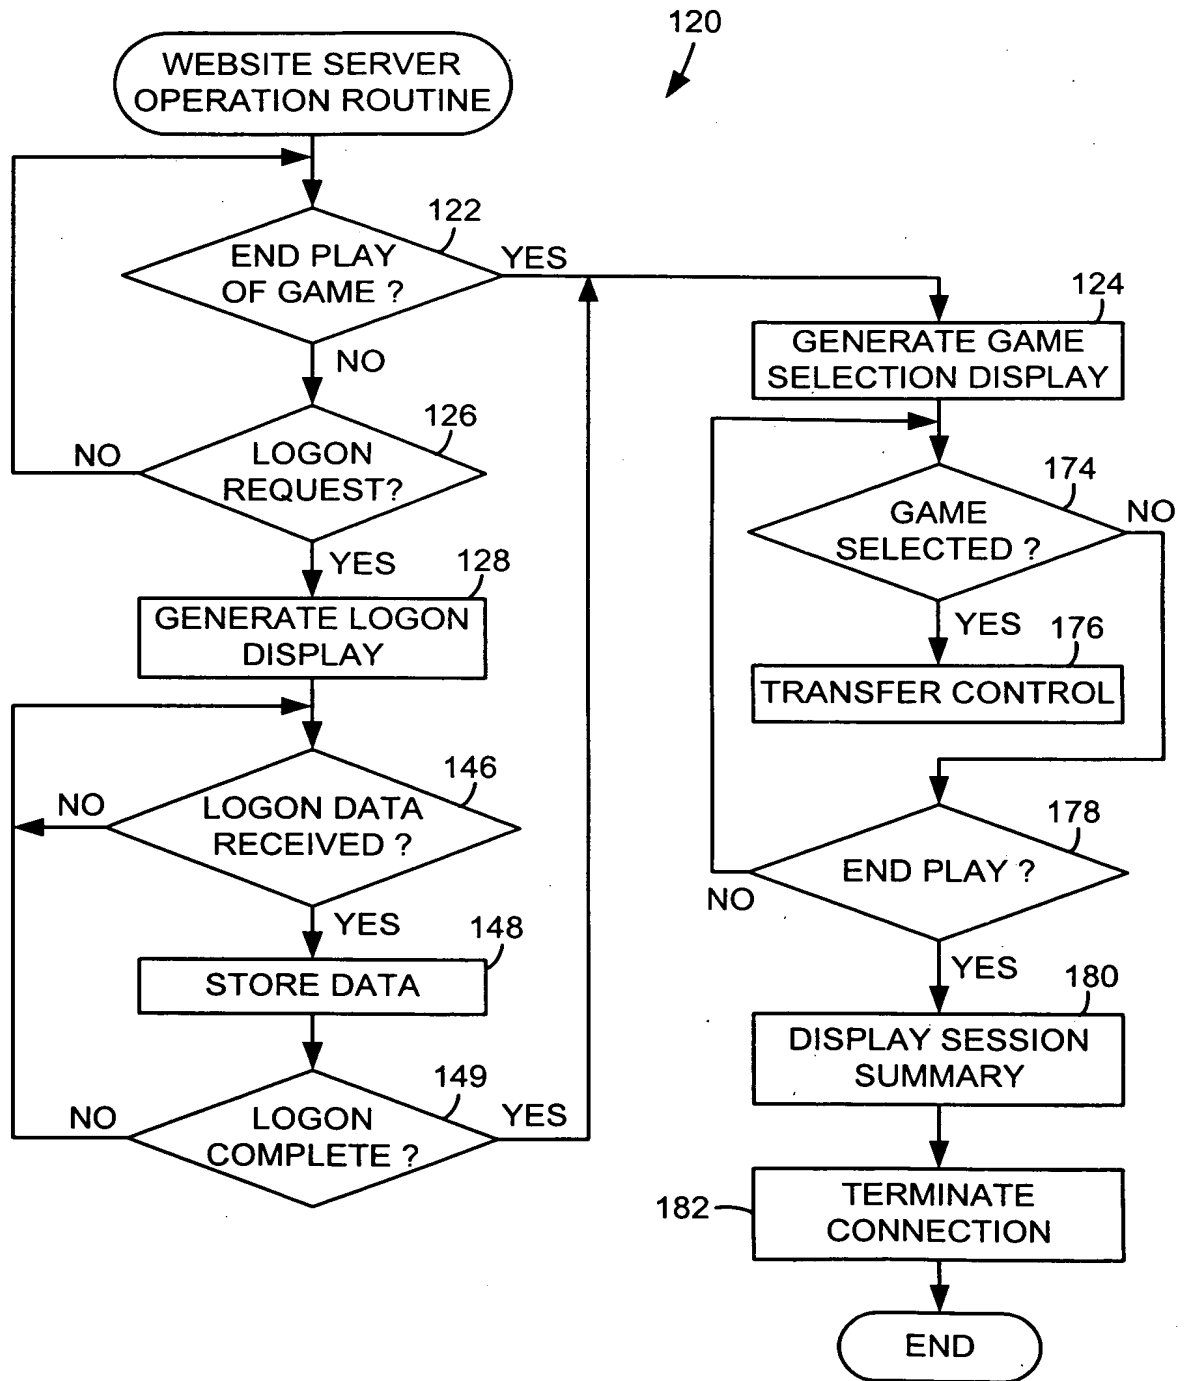 120
WEBSITE SERVER
OPERATION ROUTINE
122
END PLAY
OF GAME ?
YES
NO
124
GENERATE GAME
SELECTION DISPLAY
126
LOGON
REQUEST?
NO
YES
128
GENERATE LOGON
DISPLAY
174
GAME
SELECTED ?
NO
YES
176
TRANSFER CONTROL
146
LOGON DATA
RECEIVED ?
NO
YES
178
END PLAY ?
NO
YES
148
STORE DATA
149
LOGON
COMPLETE ?
NO
YES
180
DISPLAY SESSION
SUMMARY
182
TERMINATE
CONNECTION
END